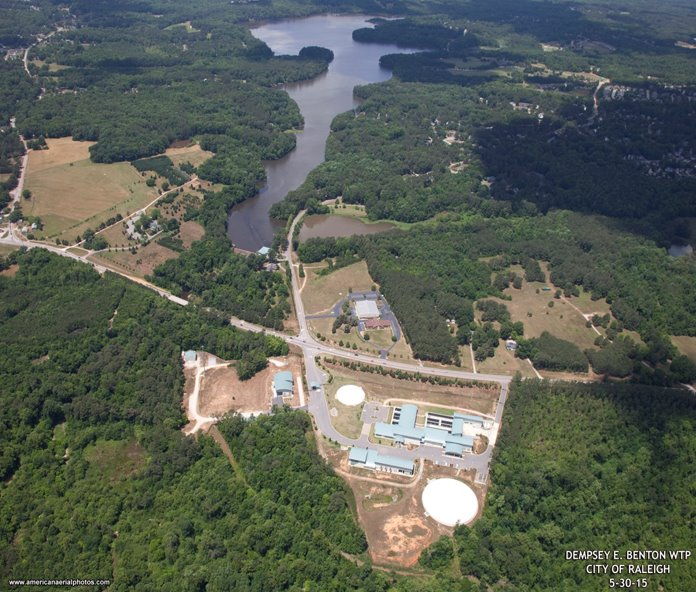 DEMPSEY E. BENTON WTP
CITY OF RALEIGH
5-30-15
www.americanaerialphotos.com